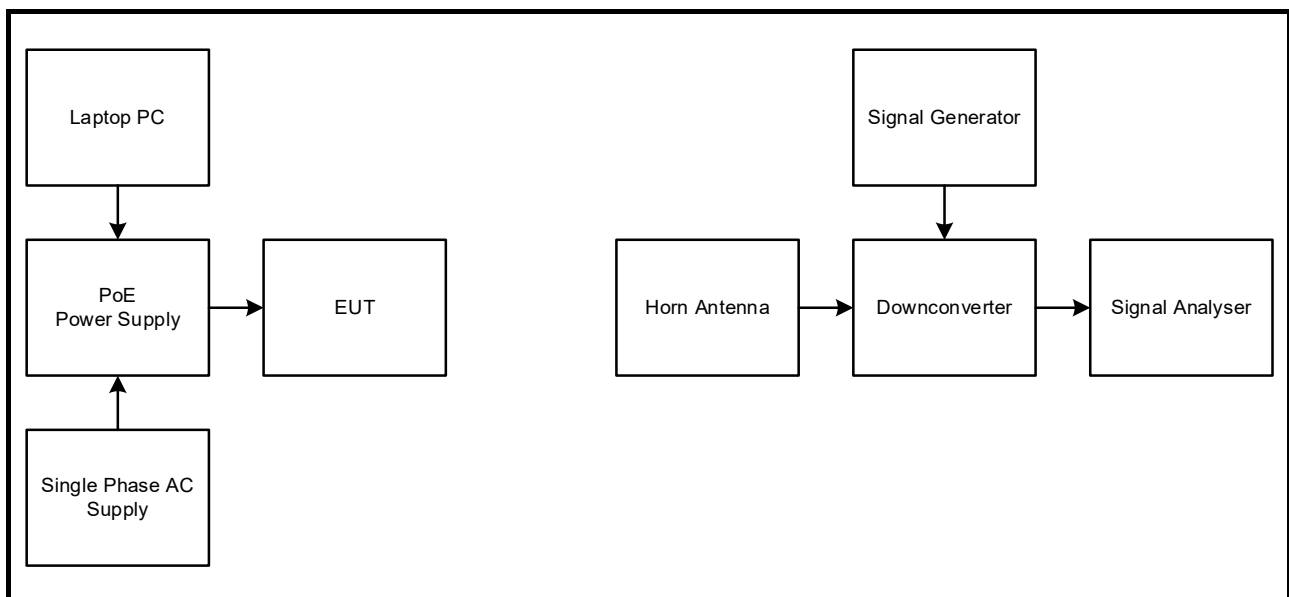 Laptop PC
Signal Generator
PoE
Power Supply
EUT
Horn Antenna
Downconverter
Signal Analyser
Single Phase AC
Supply